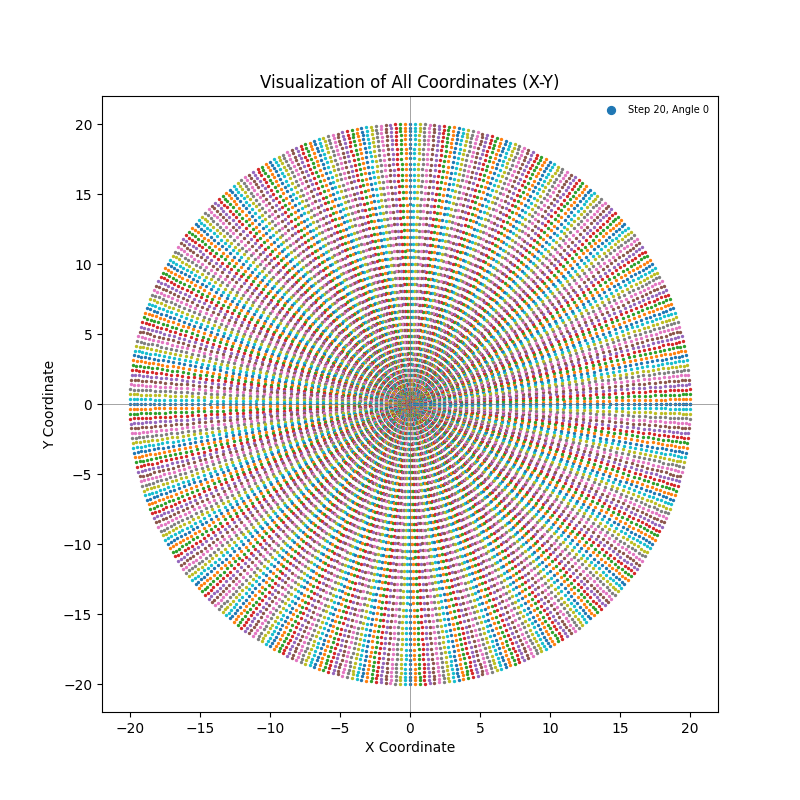 Visualization of All Coordinates (X-Y)
Step 20, Angle 0
20
15
10
5
0
−5
−10
−15
−20
Y Coordinate
−20 −15 −10 −5 0 5 10 15 20
X Coordinate